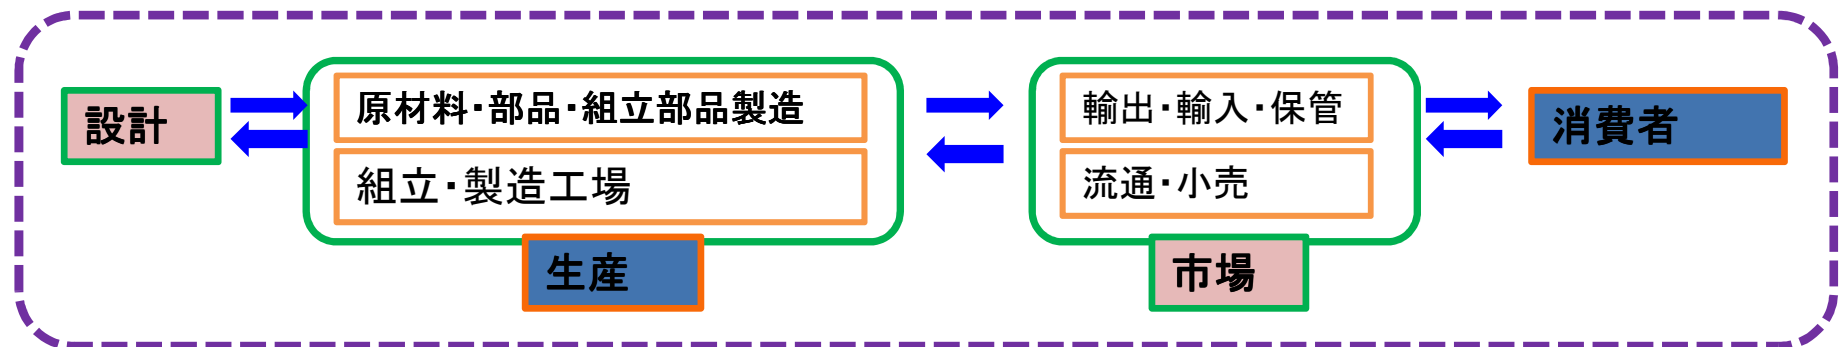 設計
原材料・部品・組立部品製造
組立・製造工場
生産
輸出・輸入・保管
流通・小売
市場
消費者